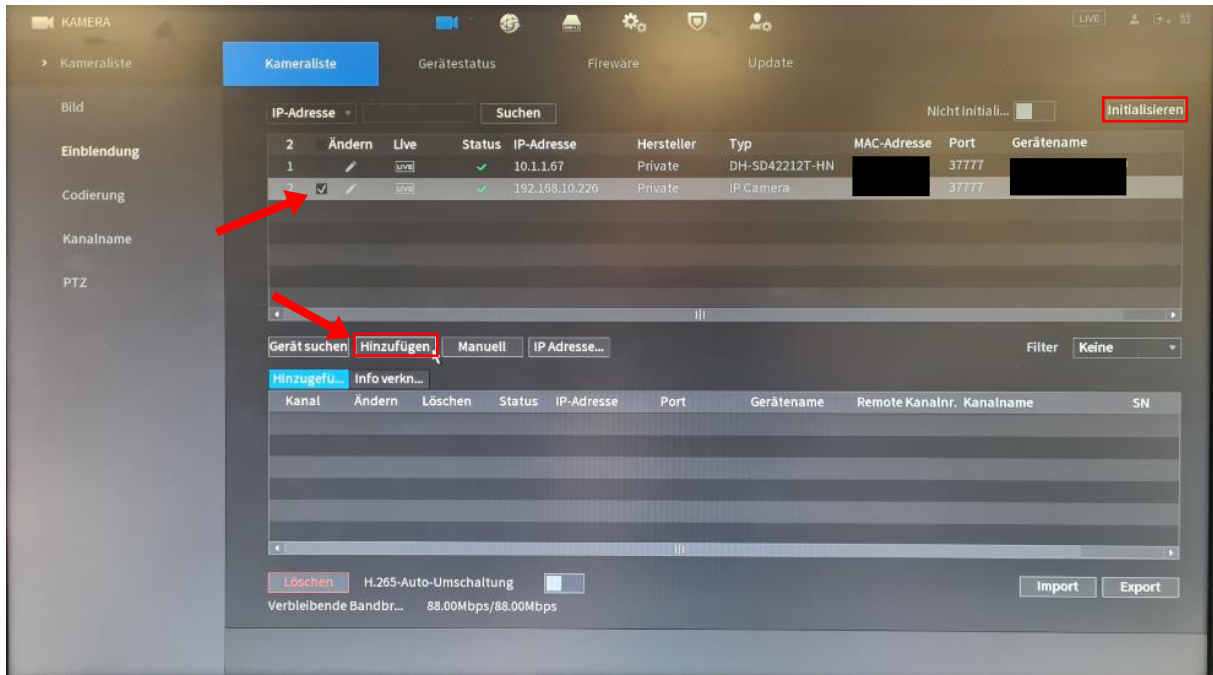 KAMERA LIVE
Kameraliste Kameraliste Gerätestatus Fireware Update
Bild
IP-Adresse Suchen Nicht initiali... Initialisieren
Einblendung
2 Ändern Live Status IP-Adresse Hersteller Typ MAC-Adresse Port Gerätename
1 LIVE 10.1.1.67 Private DH-SD42212T-HN 37777
2 LIVE 192.168.10.226 Private IP Camera 37777
Codierung
Kanalname
PTZ
Gerät suchen Hinzufügen Manuell IP Adresse... Filter Keine
Hinzugefü... Info verkn...
Kanal Ändern Löschen Status IP-Adresse Port Gerätename Remote Kanalnr. Kanalname SN
Löschen H.265-Auto-Umschaltung Import Export
Verbleibende Bandbr... 88.00Mbps/88.00Mbps